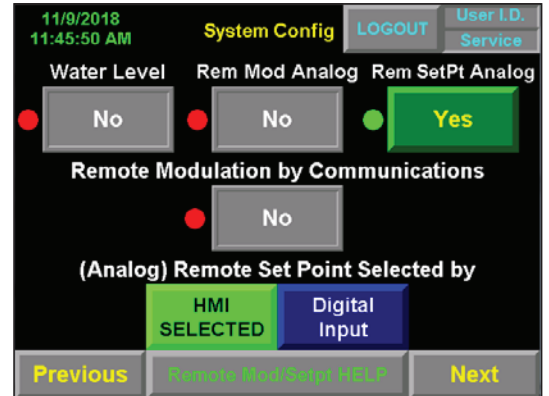 11/9/2018
11:45:50 AM
System Config
LOGOUT
User I.D.
Service
Water Level
Rem Mod Analog
Rem SetPt Analog
No
No
Yes
Remote Modulation by Communications
No
(Analog) Remote Set Point Selected by
HMI
SELECTED
Digital
Input
Previous
Remote Mod/Setpt HELP
Next